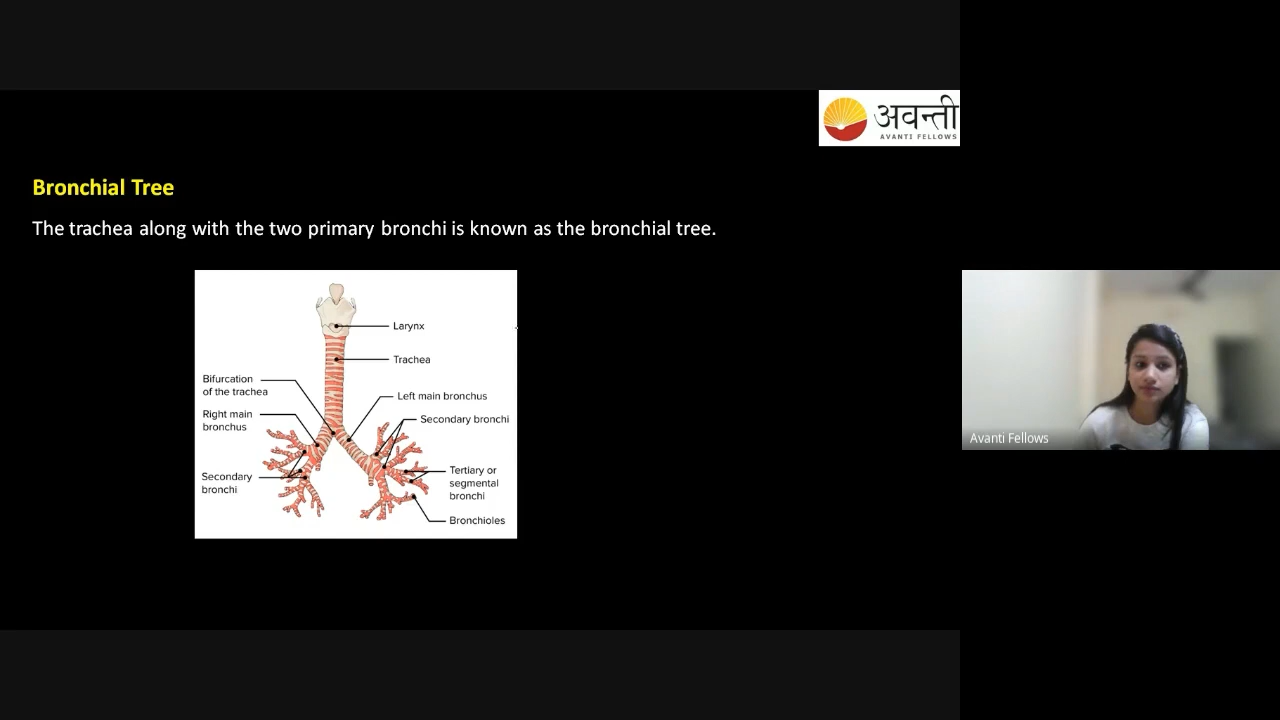 अवन्ती
AVANTI FELLOWS
Bronchial Tree
The trachea along with the two primary bronchi is known as the bronchial tree.
Larynx
Trachea
Bifurcation
of the trachea
Left main bronchus
Right main
bronchus
Secondary bronchi
Secondary
bronchi
Tertiary or
segmental
bronchi
Bronchioles
Avanti Fellows